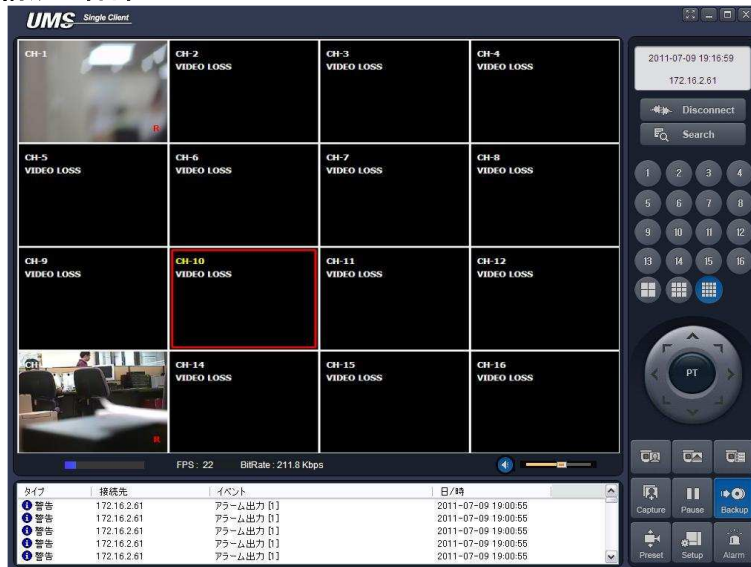 UMS Single Client
CH-1
CH-2
VIDEO LOSS
CH-3
VIDEO LOSS
CH-4
VIDEO LOSS
R
CH-5
VIDEO LOSS
CH-6
VIDEO LOSS
CH-7
VIDEO LOSS
CH-8
VIDEO LOSS
CH-9
VIDEO LOSS
CH-10
VIDEO LOSS
CH-11
VIDEO LOSS
CH-12
VIDEO LOSS
CH
CH-14
VIDEO LOSS
CH-15
VIDEO LOSS
CH-16
VIDEO LOSS
R
FPS : 22 BitRate : 211.8 Kbps
2011-07-09 19:16:59
172.16.2.61
Disconnect
Search
1 2 3 4
5 6 7 8
9 10 11 12
13 14 15 16
PT
Capture Pause Backup
Preset Setup Alarm
タイプ 接続先 イベント 日/時
警告 172.16.2.61 アラーム出力 [1] 2011-07-09 19:00:55
警告 172.16.2.61 アラーム出力 [1] 2011-07-09 19:00:55
警告 172.16.2.61 アラーム出力 [1] 2011-07-09 19:00:55
警告 172.16.2.61 アラーム出力 [1] 2011-07-09 19:00:55
警告 172.16.2.61 アラーム出力 [1] 2011-07-09 19:00:55